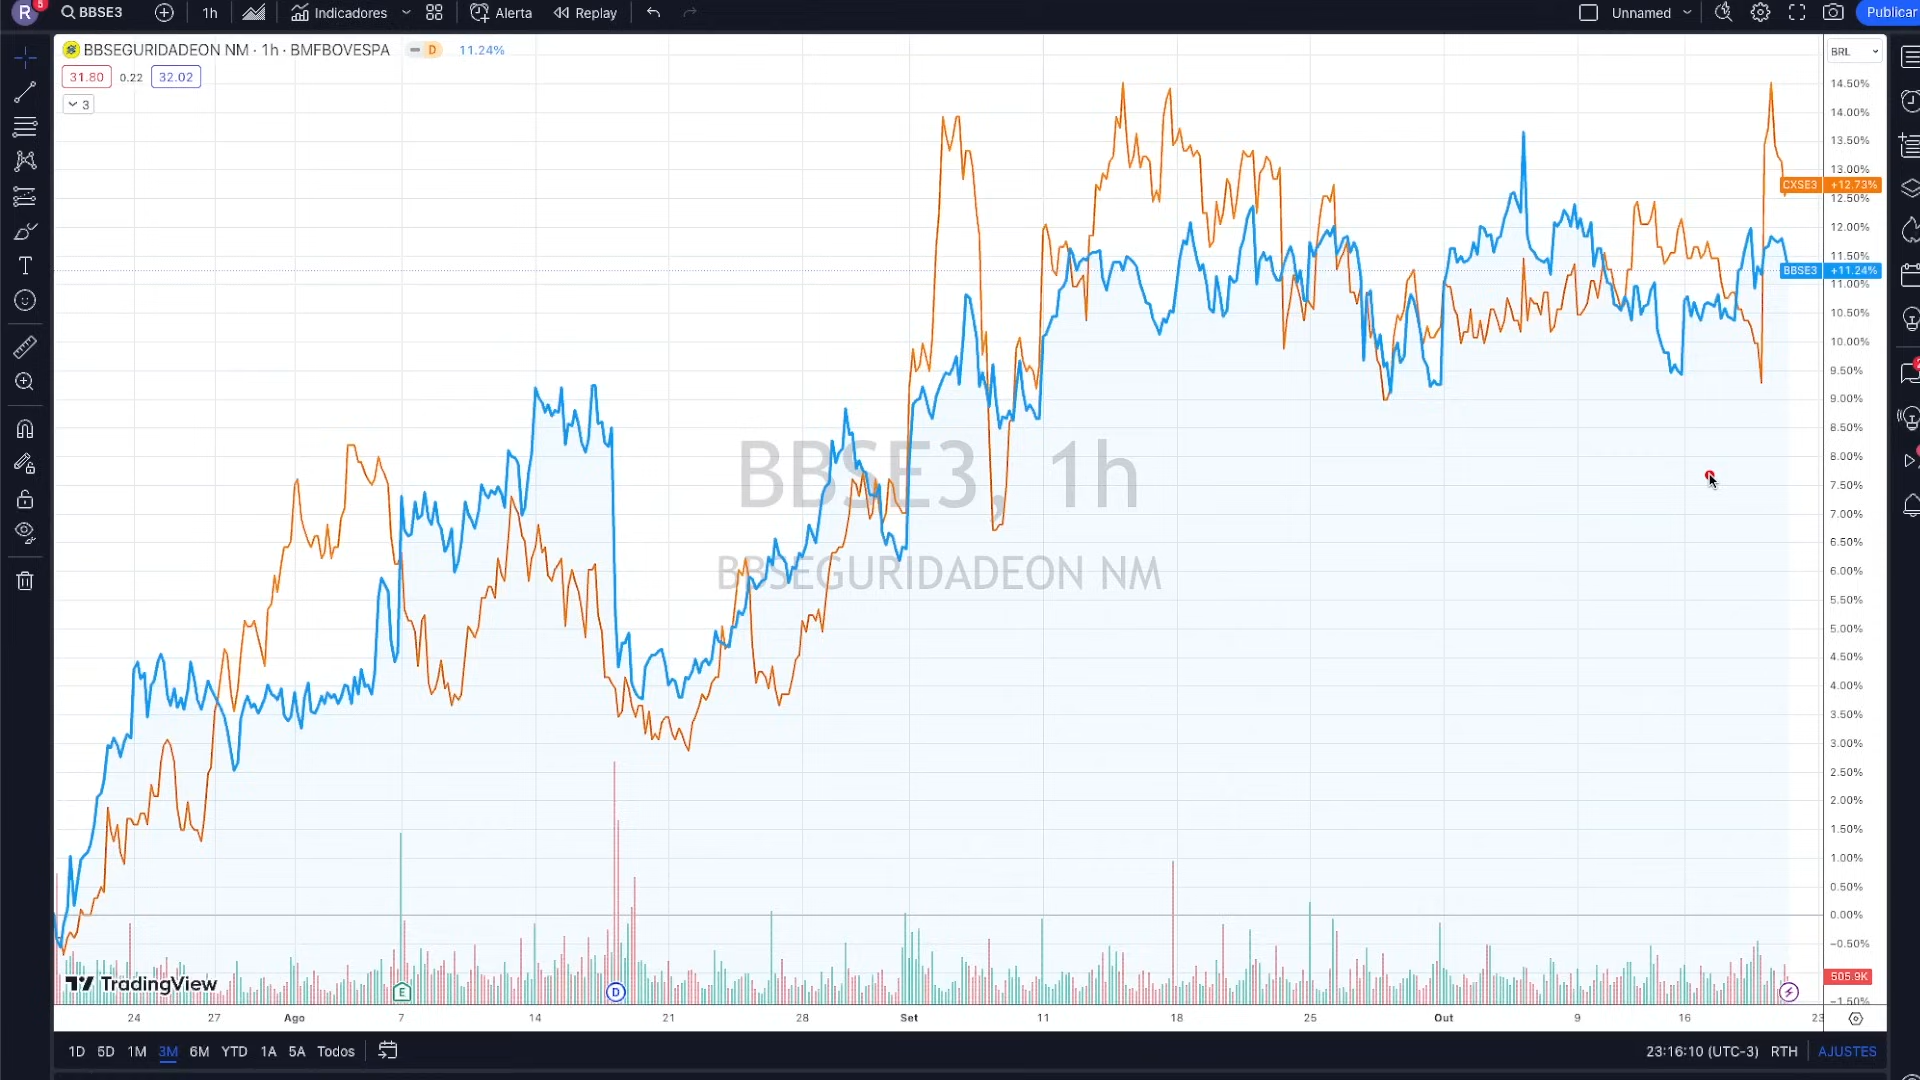 R 8 BBSE3 1h Indicadores Alerta Replay Unnamed Publicar
BBSEGURIDADEON NM · 1h · BMFBOVESPA D 11.24%
31.80 0.22 32.02
3
BRL
14.50%
14.00%
13.50%
13.00%
CXSE3 +12.73%
12.50%
12.00%
11.50%
BBSE3 +11.24%
11.00%
10.50%
10.00%
9.50%
9.00%
8.50%
8.00%
7.50%
7.00%
6.50%
6.00%
5.50%
5.00%
4.50%
4.00%
3.50%
3.00%
2.50%
2.00%
1.50%
1.00%
0.50%
0.00%
−0.50%
505.9K
−1.50%
BBSE3, 1h
BBSEGURIDADEON NM
TradingView
E D
24 27 Ago 7 14 21 28 Set 11 18 25 Out 9 16 23
1D 5D 1M 3M 6M YTD 1A 5A Todos 23:16:10 (UTC-3) RTH AJUSTES